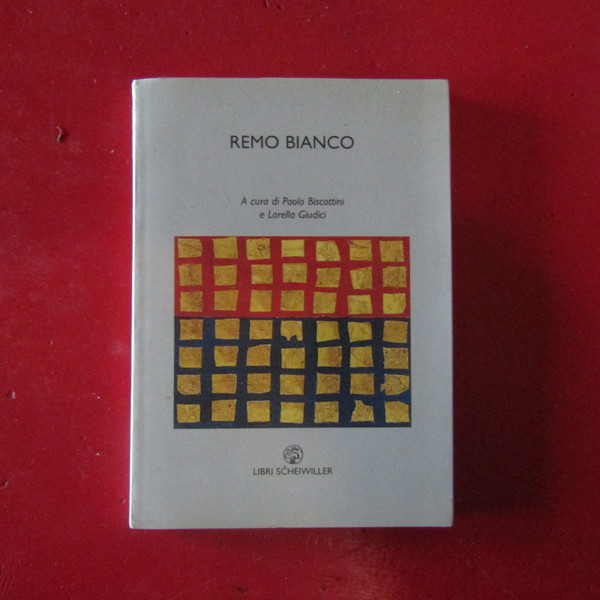 REMO BIANCO
A cura di Paolo Biscottini
e Lorella Giudici
LIBRI SCHEIWILLER